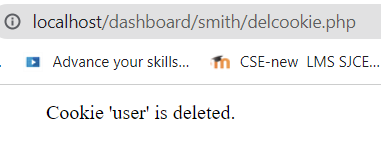 localhost/dashboard/smith/delcookie.php
Advance your skills... CSE-new LMS SJCE...
Cookie 'user' is deleted.